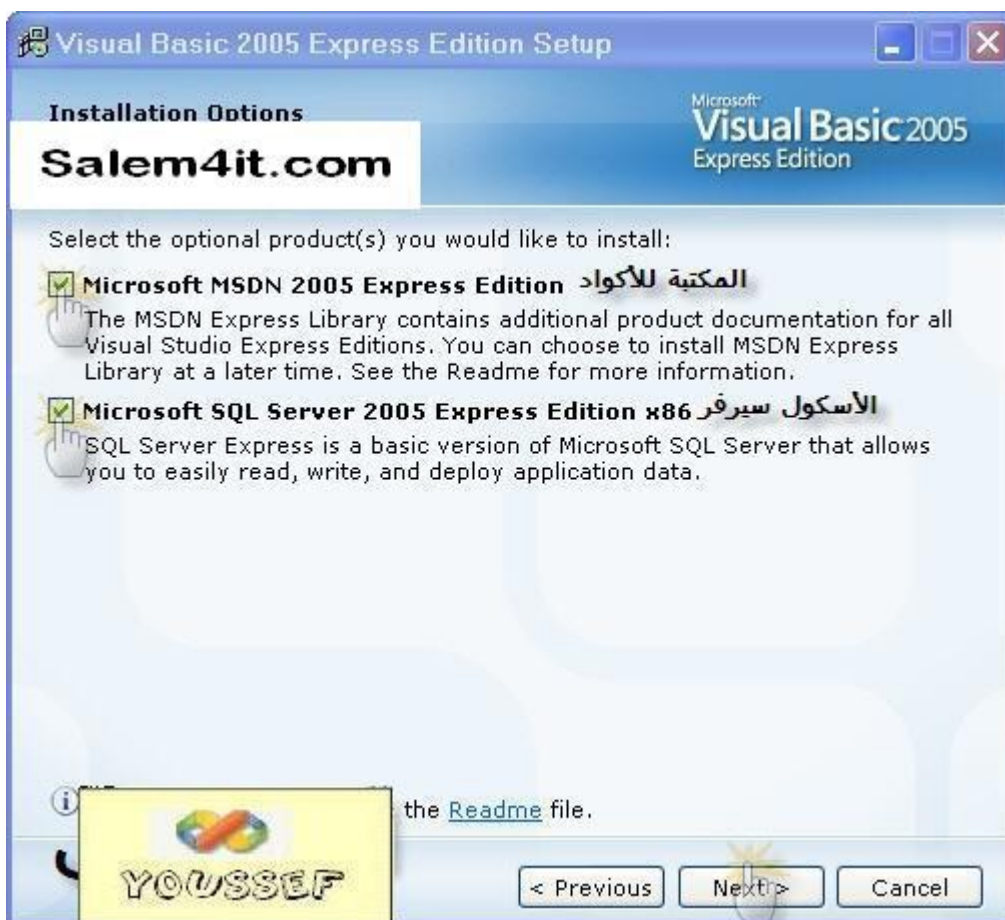 Visual Basic 2005 Express Edition Setup
Installation Options
Salem4it.com
Microsoft
Visual Basic 2005
Express Edition
Select the optional product(s) you would like to install:
Microsoft MSDN 2005 Express Edition المكتبة للأكواد
The MSDN Express Library contains additional product documentation for all
Visual Studio Express Editions. You can choose to install MSDN Express
Library at a later time. See the Readme for more information.
Microsoft SQL Server 2005 Express Edition x86 الأسكول سيرفر
SQL Server Express is a basic version of Microsoft SQL Server that allows
you to easily read, write, and deploy application data.
the Readme file.
YOUSSEF
< Previous Next > Cancel